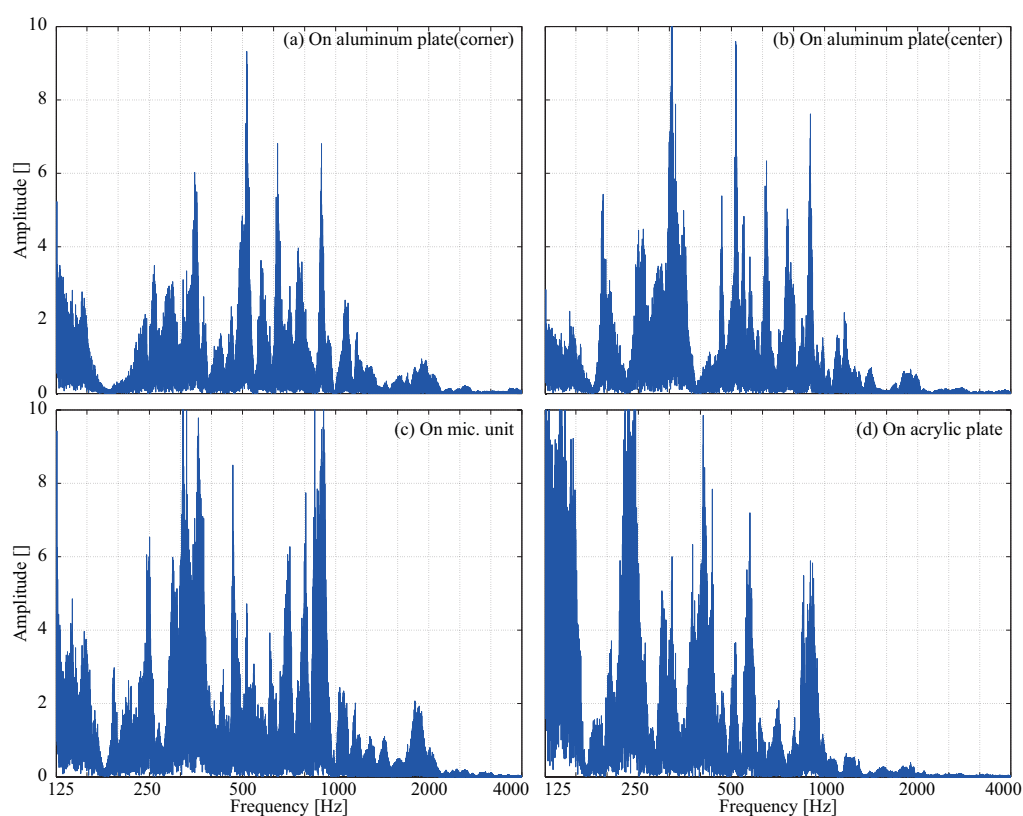 10
8
6
4
2
0
Amplitude []
(a) On aluminum plate(corner)
(b) On aluminum plate(center)
10
8
6
4
2
0
Amplitude []
(c) On mic. unit
(d) On acrylic plate
125 250 500 1000 2000 4000
Frequency [Hz]
125 250 500 1000 2000 4000
Frequency [Hz]